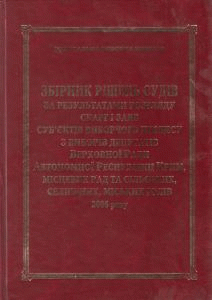 ЗБІРНИК РІШЕНЬ СУДІВ
ЗА РЕЗУЛЬТАТАМИ РОЗГЛЯДУ
СКАРГ І ЗАЯВ
СУБ'ЄКТІВ ВИБОРЧОГО ПРОЦЕСУ
З ВИБОРІВ ДЕПУТАТІВ
ВЕРХОВНОЇ РАДИ
АВТОНОМНОЇ РЕСПУБЛІКИ КРИМ,
МІСЦЕВИХ РАД ТА СІЛЬСЬКИХ,
СЕЛИЩНИХ, МІСЬКИХ ГОЛІВ
2006 року